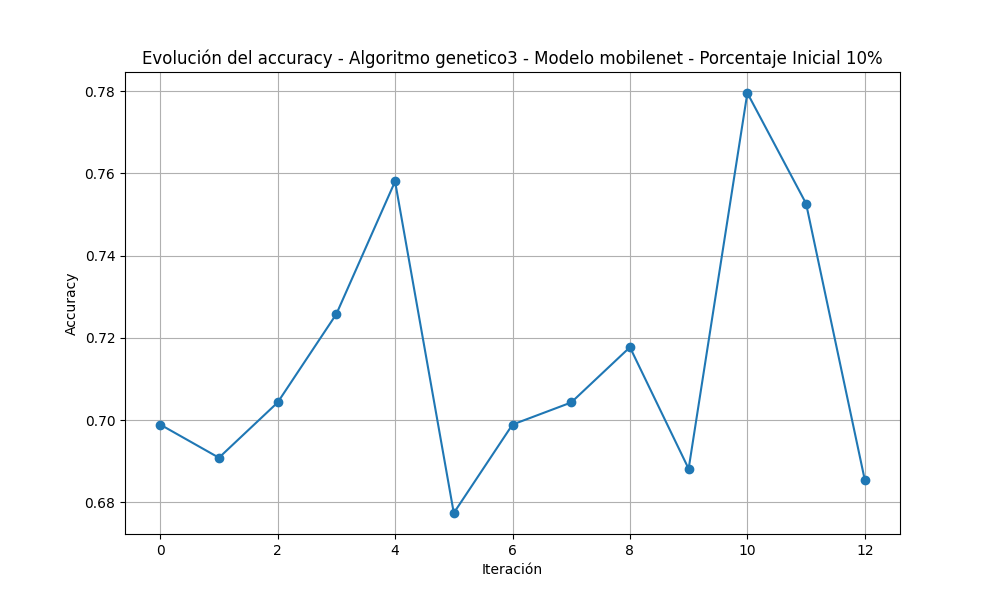 Evolución del accuracy - Algoritmo genetico3 - Modelo mobilenet - Porcentaje Inicial 10%
0.78
0.76
0.74
0.72
0.70
0.68
Accuracy
0 2 4 6 8 10 12
Iteración